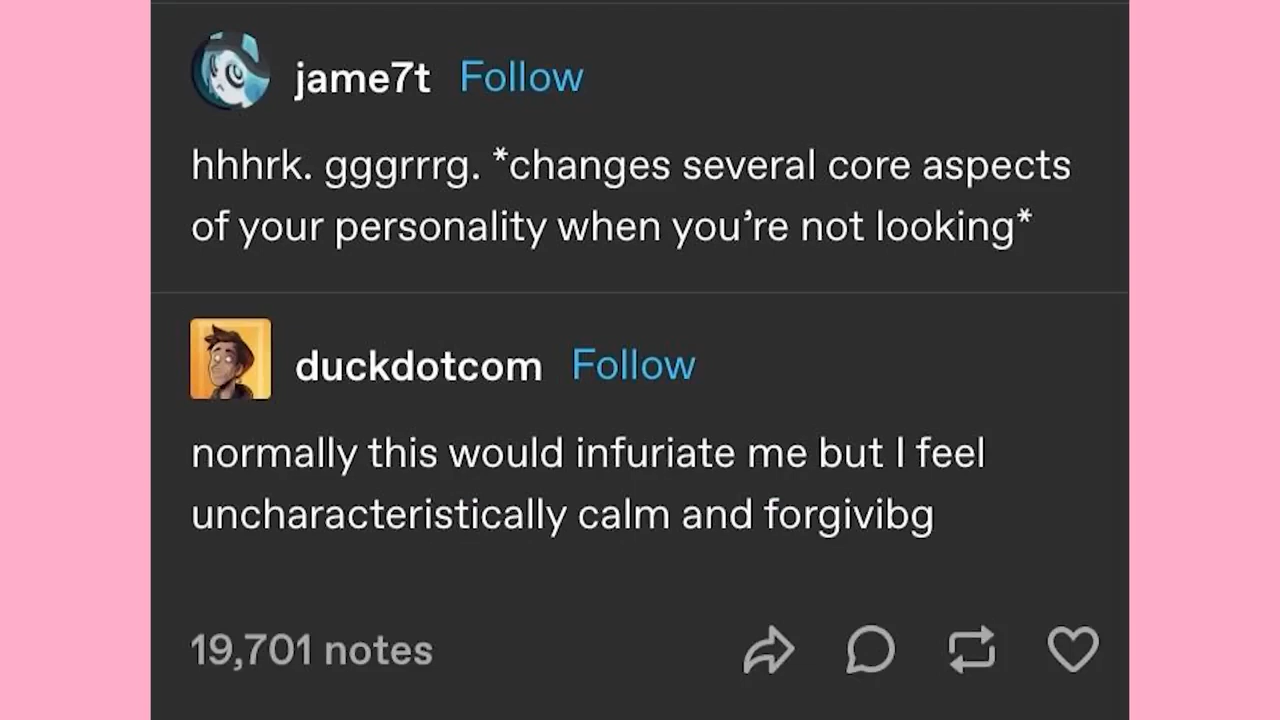 jame7t Follow
hhhrk. gggrrrg. *changes several core aspects
of your personality when you’re not looking*
duckdotcom Follow
normally this would infuriate me but I feel
uncharacteristically calm and forgivibg
19,701 notes